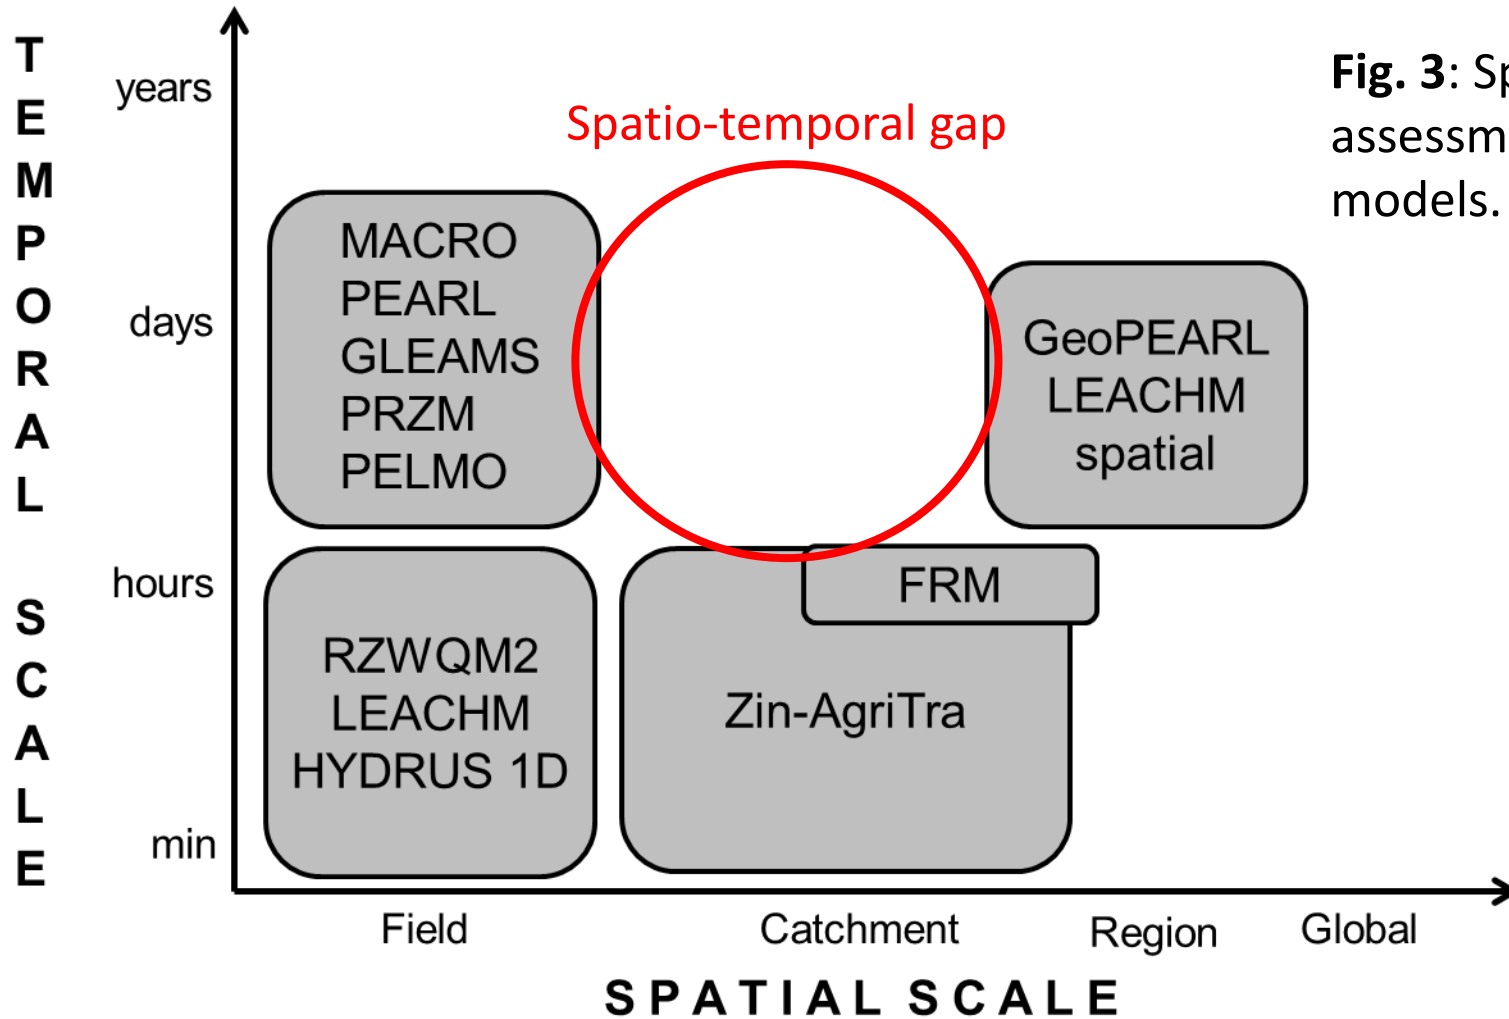 TEMPORAL SCALE
years
days
hours
min
Spatio-temporal gap
MACRO
PEARL
GLEAMS
PRZM
PELMO
GeoPEARL
LEACHM
spatial
RZWQM2
LEACHM
HYDRUS 1D
FRM
Zin-AgriTra
Field
Catchment
Region
Global
SPATIAL SCALE
Fig. 3: Sp
assessm
models.